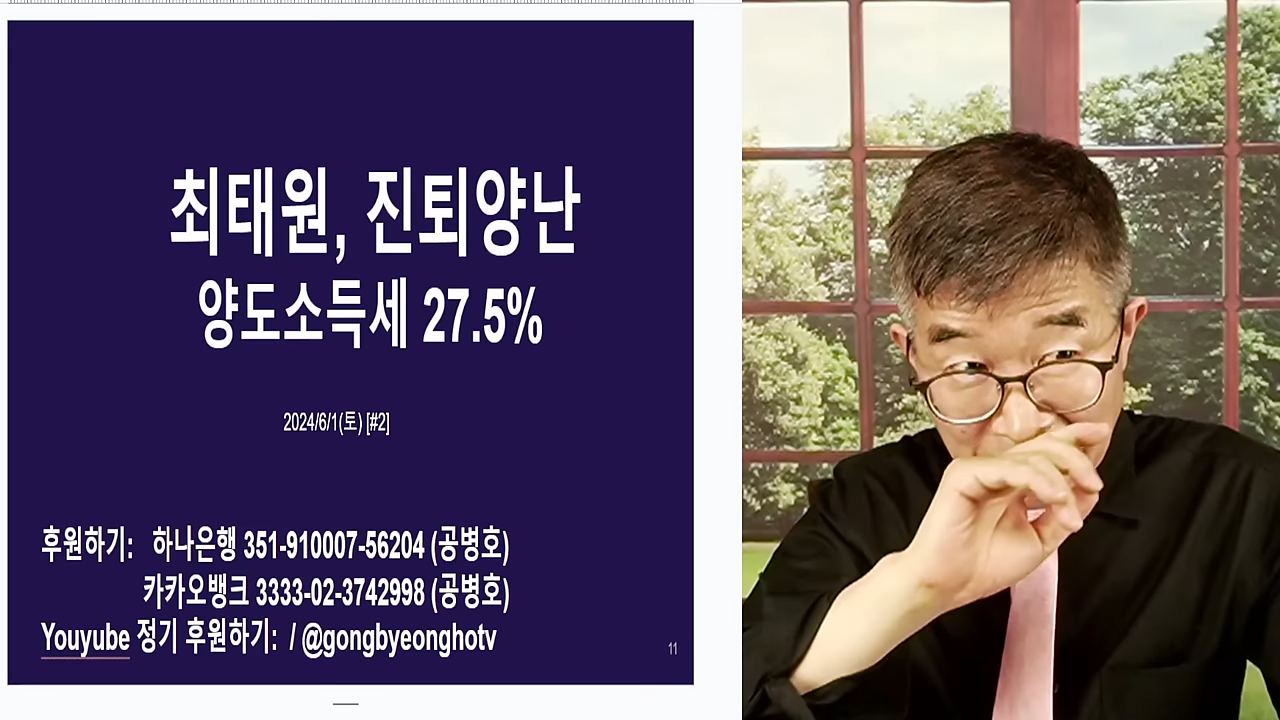 최태원, 진퇴양난
양도소득세 27.5%
2024/6/1(토) [#2]
후원하기: 하나은행 351-910007-56204 (공병호)
카카오뱅크 3333-02-3742998 (공병호)
Youyube 정기 후원하기: / @gongbyeonghotv
11